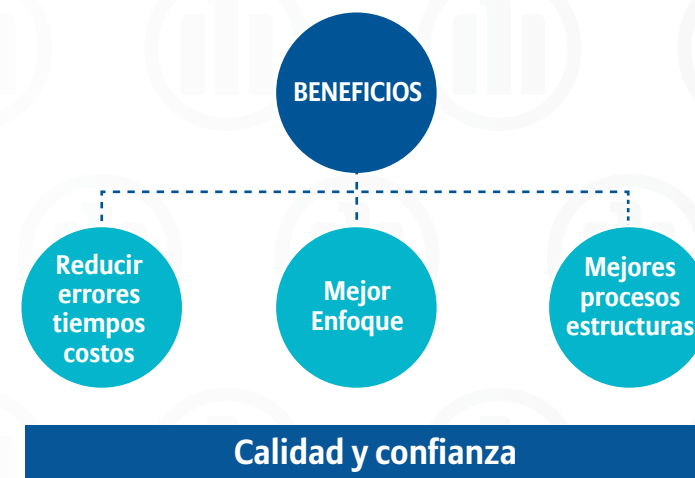 BENEFICIOS
Reducir
errores
tiempos
costos
Mejor
Enfoque
Mejores
procesos
estructuras
Calidad y confianza